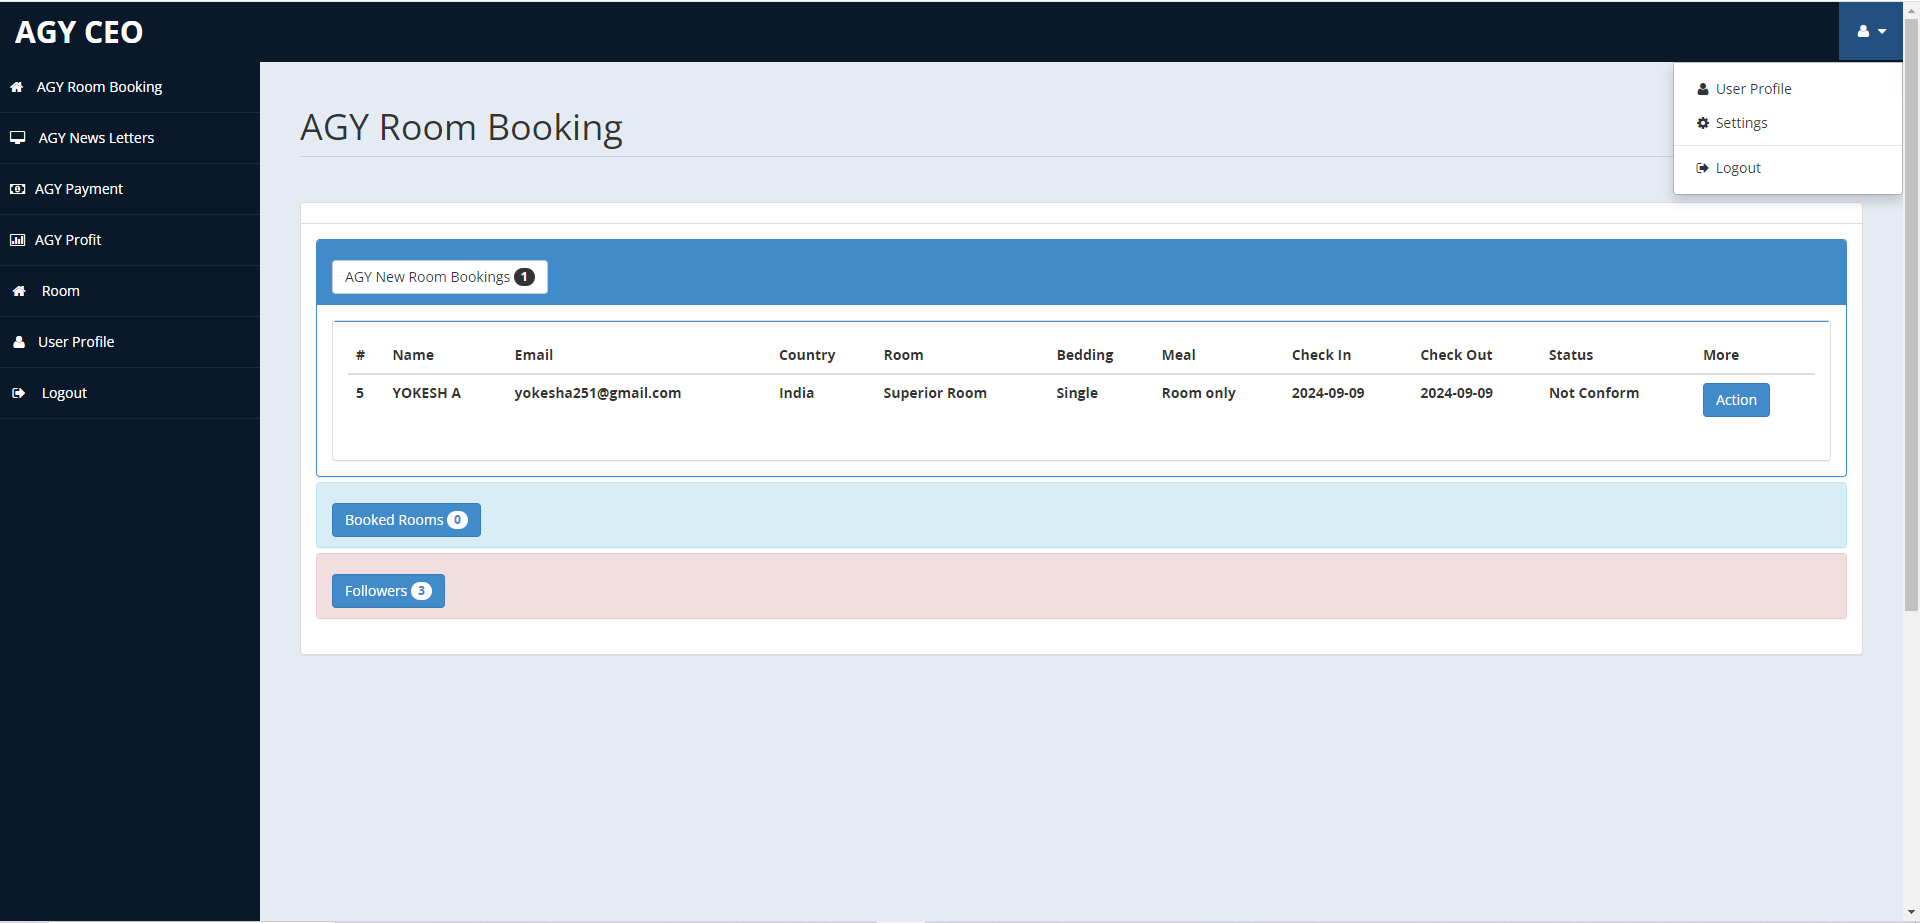 AGY CEO
AGY Room Booking
AGY News Letters
AGY Payment
AGY Profit
Room
User Profile
Logout
User Profile
Settings
Logout
AGY Room Booking
AGY New Room Bookings 1
# Name Email Country Room Bedding Meal Check In Check Out Status More
5 YOKESH A yokesha251@gmail.com India Superior Room Single Room only 2024-09-09 2024-09-09 Not Conform Action
Booked Rooms 0
Followers 3